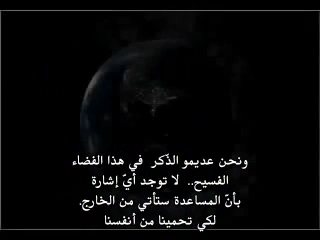 ونحن عديمو الذّكر  في هذا الفضاء
الفسيح..  لا توجد أيّ إشارة
بأنّ المساعدة ستأتي من الخارج.
لكي تحمينا من أنفسنا